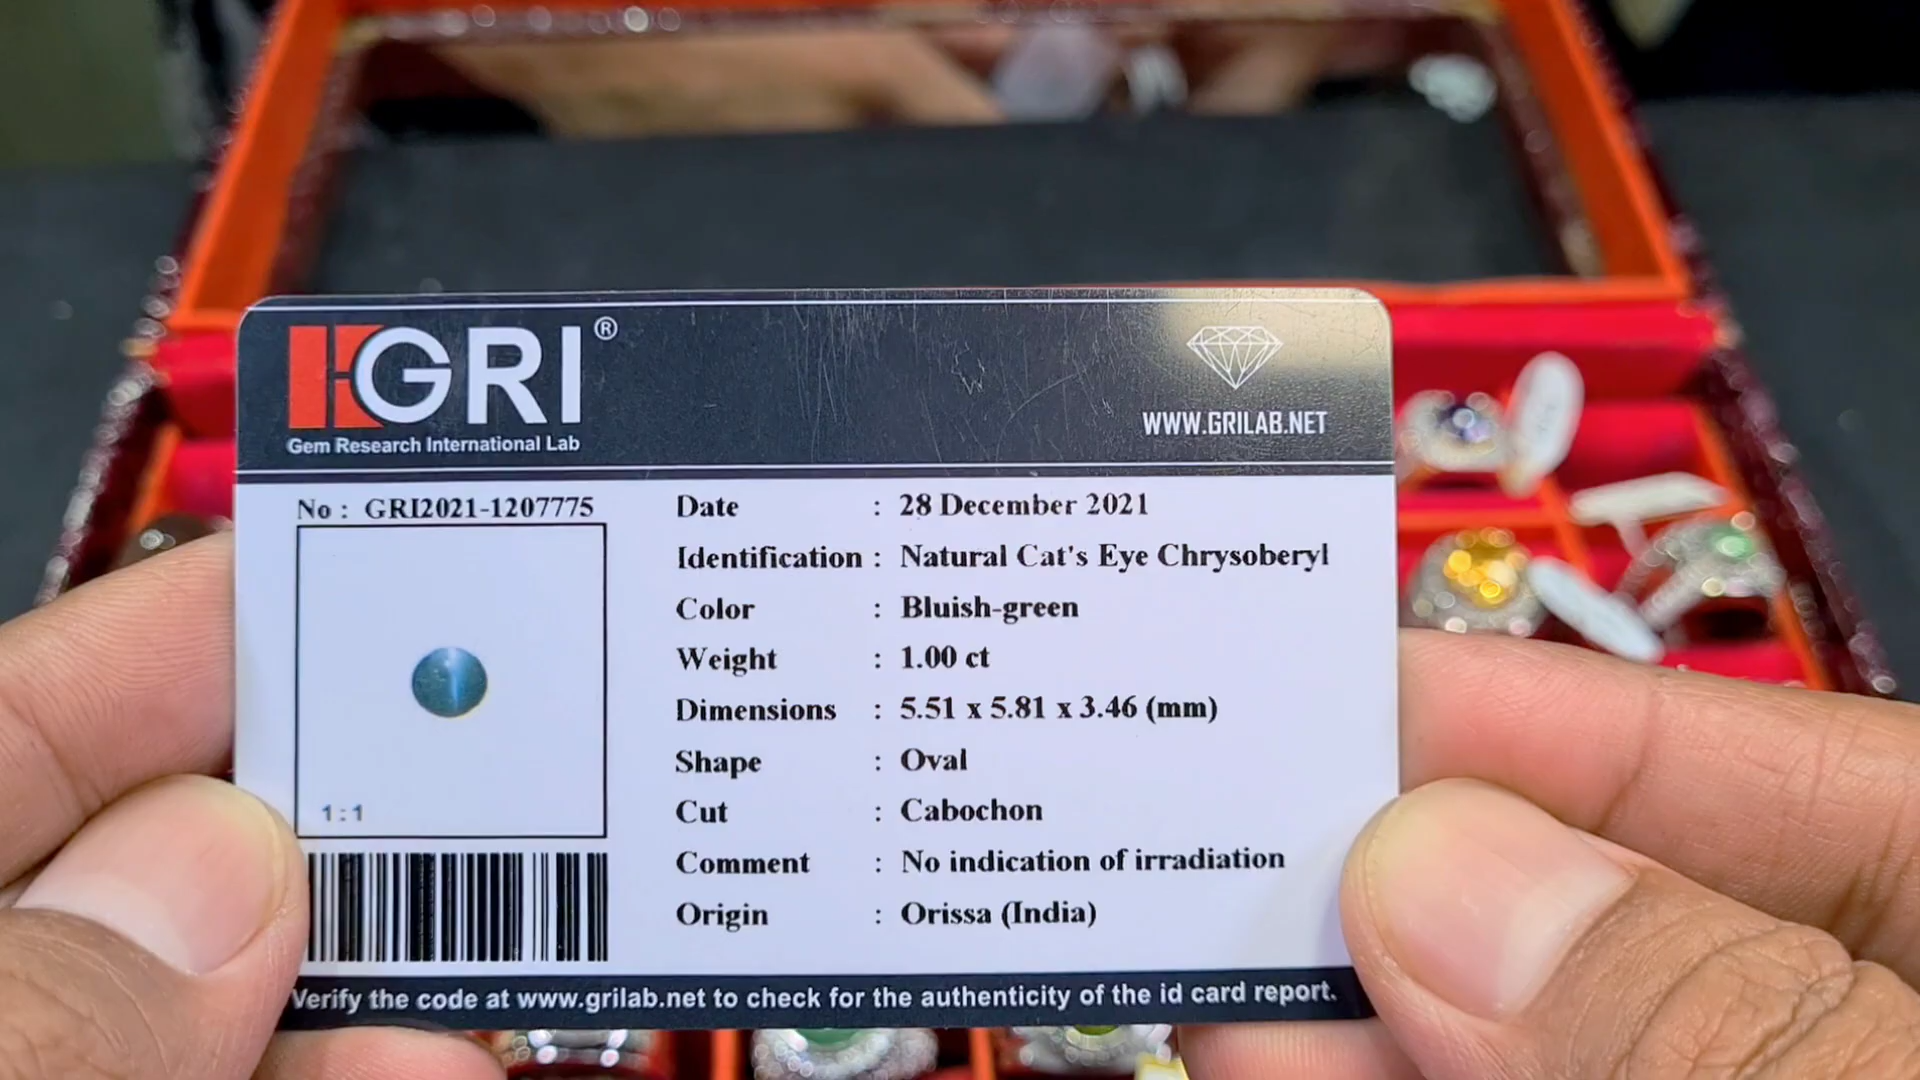 GRI®
Gem Research International Lab
WWW.GRILAB.NET
No : GRI2021-1207775
1:1
Date : 28 December 2021
Identification : Natural Cat's Eye Chrysoberyl
Color : Bluish-green
Weight : 1.00 ct
Dimensions : 5.51 x 5.81 x 3.46 (mm)
Shape : Oval
Cut : Cabochon
Comment : No indication of irradiation
Origin : Orissa (India)
Verify the code at www.grilab.net to check for the authenticity of the id card report.